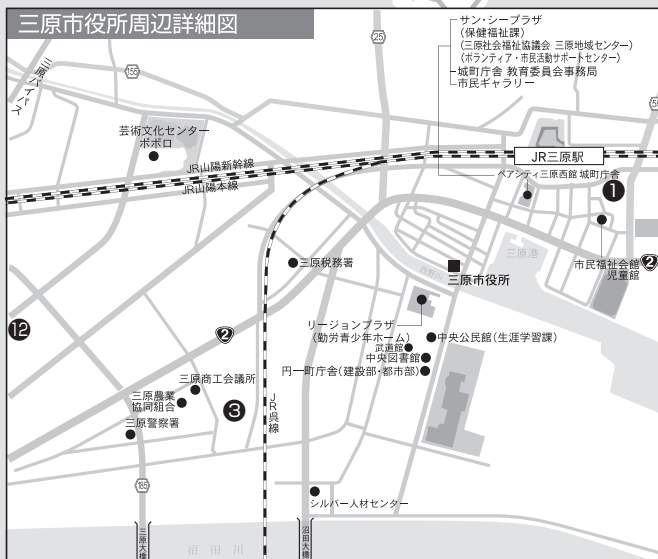 三原市役所周辺詳細図
サン・シープラザ
(保健福祉課)
(三原社会福祉協議会 三原地域センター)
(ボランティア・市民活動サポートセンター)
城町庁舎 教育委員会事務局
市民ギャラリー
25
155
三原バイパス
芸術文化センター
ポポロ
JR山陽新幹線
JR山陽本線
JR三原駅
ペアシティ三原西館 城町庁舎
1
三原税務署
三原港
西野川
三原市役所
市民福祉会館
児童館
2
リージョンプラザ
(勤労青少年ホーム)
中央公民館(生涯学習課)
武道館
中央図書館
円一町庁舎(建設部・都市部)
12
2
三原商工会議所
三原農業
協同組合
3
三原警察署
JR呉線
185
シルバー人材センター
三原大橋
沼田川
沼田大橋